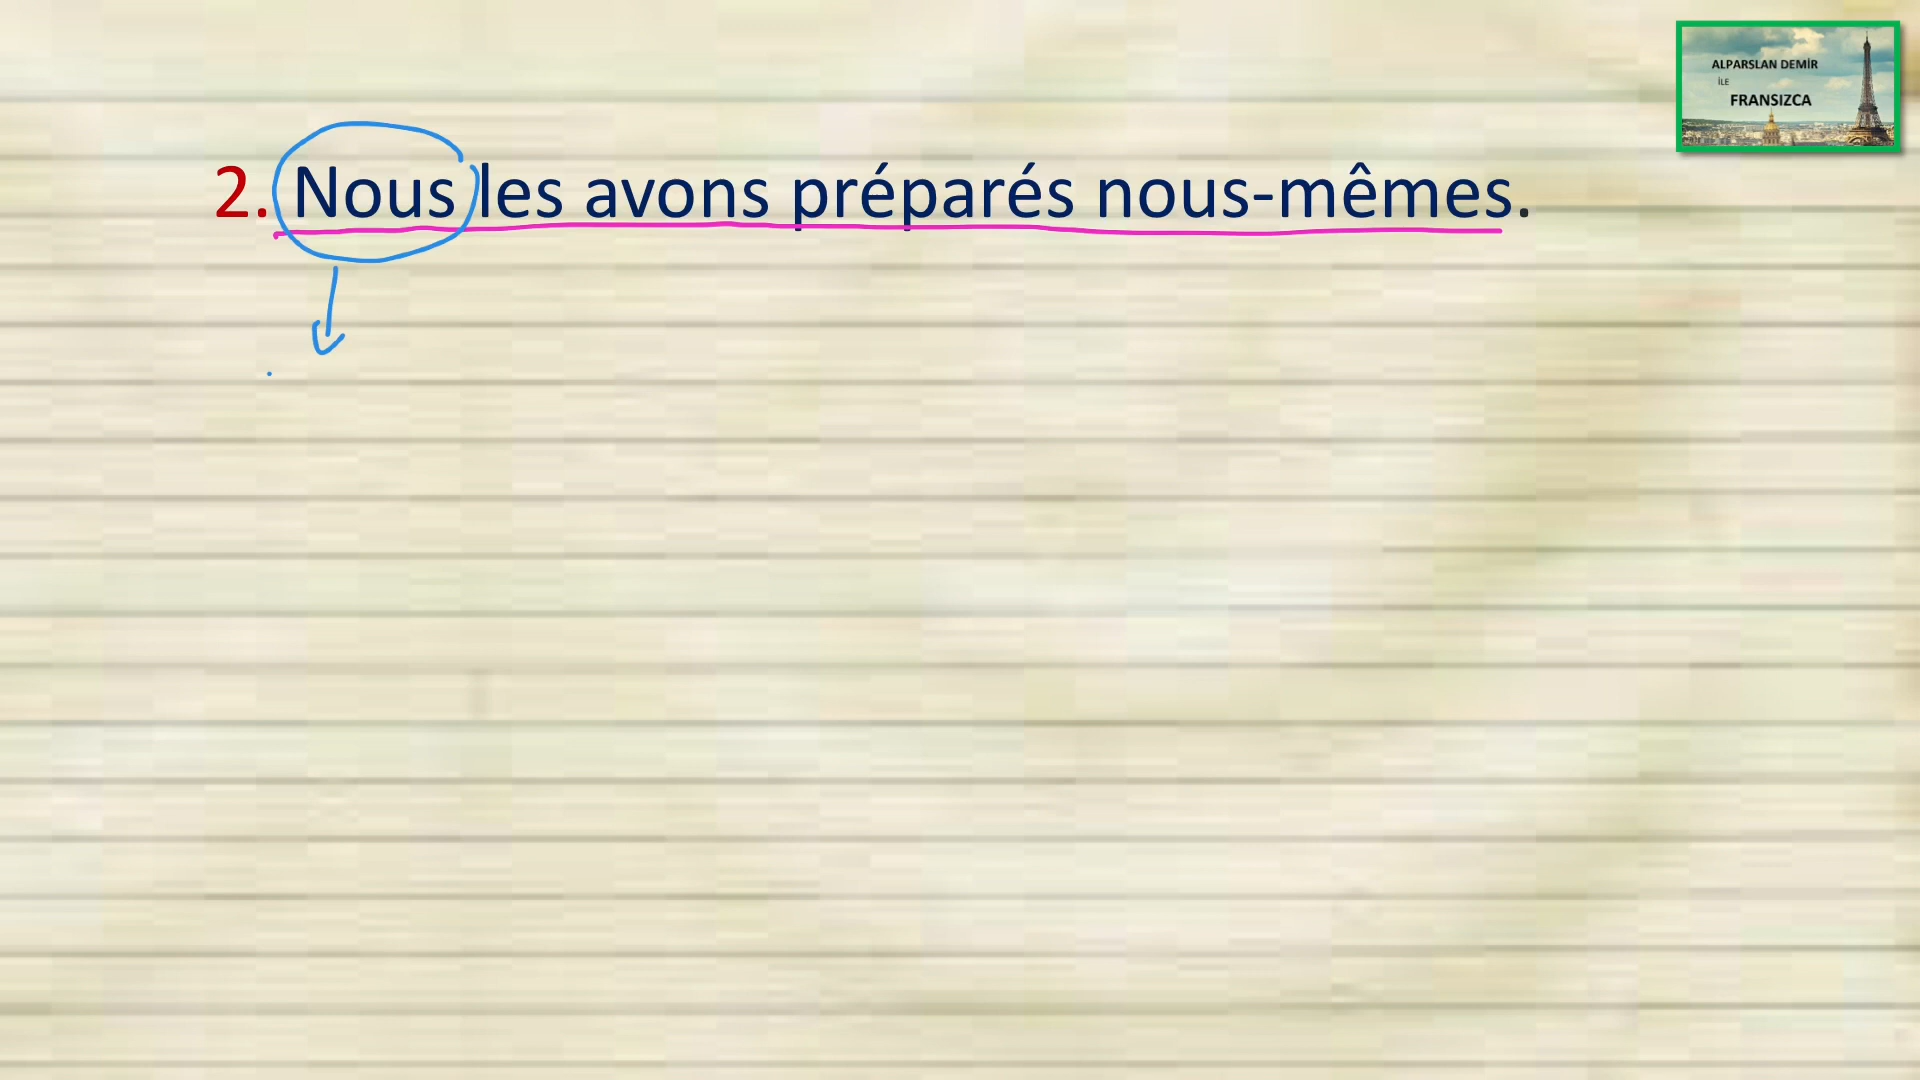 ALPARSLAN DEMİR
İLE
FRANSIZCA
2. Nous les avons préparés nous-mêmes.